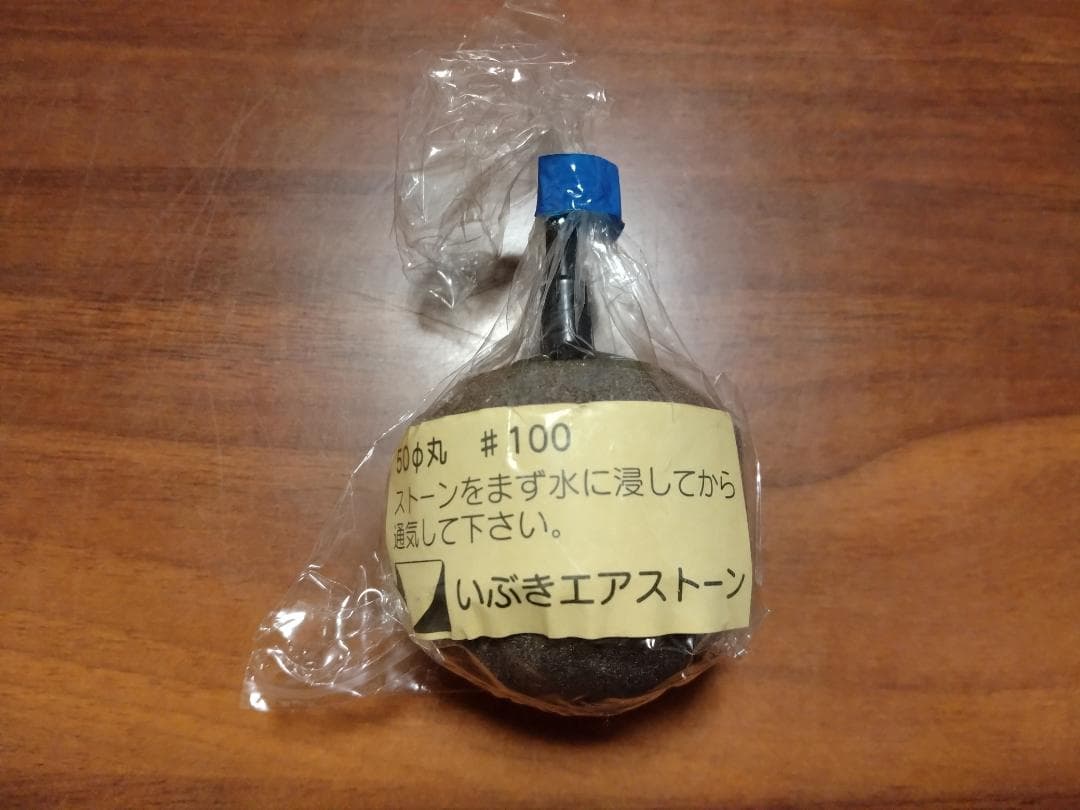 50φ丸 #100
ストーンをまず水に浸してから
通気して下さい。
いぶきエアストーン